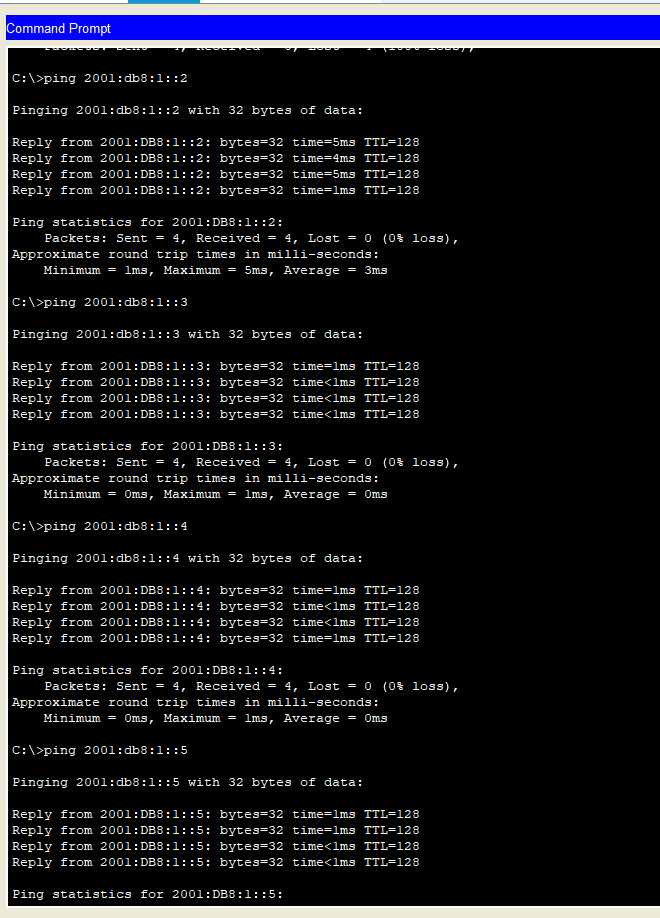 Command Prompt
C:\>ping 2001:db8:1::2
Pinging 2001:db8:1::2 with 32 bytes of data:
Reply from 2001:DB8:1::2: bytes=32 time=5ms TTL=128
Reply from 2001:DB8:1::2: bytes=32 time=4ms TTL=128
Reply from 2001:DB8:1::2: bytes=32 time=5ms TTL=128
Reply from 2001:DB8:1::2: bytes=32 time=1ms TTL=128
Ping statistics for 2001:DB8:1::2:
Packets: Sent = 4, Received = 4, Lost = 0 (0% loss),
Approximate round trip times in milli-seconds:
Minimum = 1ms, Maximum = 5ms, Average = 3ms
C:\>ping 2001:db8:1::3
Pinging 2001:db8:1::3 with 32 bytes of data:
Reply from 2001:DB8:1::3: bytes=32 time=1ms TTL=128
Reply from 2001:DB8:1::3: bytes=32 time<1ms TTL=128
Reply from 2001:DB8:1::3: bytes=32 time<1ms TTL=128
Reply from 2001:DB8:1::3: bytes=32 time<1ms TTL=128
Ping statistics for 2001:DB8:1::3:
Packets: Sent = 4, Received = 4, Lost = 0 (0% loss),
Approximate round trip times in milli-seconds:
Minimum = 0ms, Maximum = 1ms, Average = 0ms
C:\>ping 2001:db8:1::4
Pinging 2001:db8:1::4 with 32 bytes of data:
Reply from 2001:DB8:1::4: bytes=32 time=1ms TTL=128
Reply from 2001:DB8:1::4: bytes=32 time<1ms TTL=128
Reply from 2001:DB8:1::4: bytes=32 time<1ms TTL=128
Reply from 2001:DB8:1::4: bytes=32 time=1ms TTL=128
Ping statistics for 2001:DB8:1::4:
Packets: Sent = 4, Received = 4, Lost = 0 (0% loss),
Approximate round trip times in milli-seconds:
Minimum = 0ms, Maximum = 1ms, Average = 0ms
C:\>ping 2001:db8:1::5
Pinging 2001:db8:1::5 with 32 bytes of data:
Reply from 2001:DB8:1::5: bytes=32 time=1ms TTL=128
Reply from 2001:DB8:1::5: bytes=32 time=1ms TTL=128
Reply from 2001:DB8:1::5: bytes=32 time<1ms TTL=128
Reply from 2001:DB8:1::5: bytes=32 time<1ms TTL=128
Ping statistics for 2001:DB8:1::5: